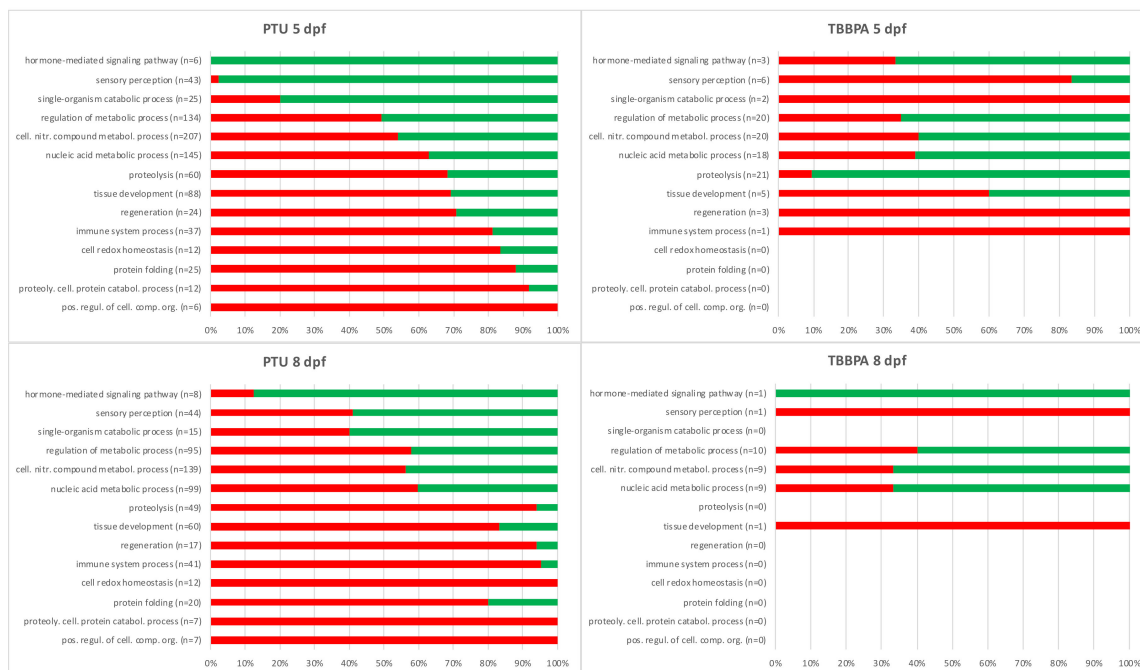 PTU 5 dpf
hormone-mediated signaling pathway (n=6)
sensory perception (n=43)
single-organism catabolic process (n=25)
regulation of metabolic process (n=134)
cell. nitr. compound metabol. process (n=207)
nucleic acid metabolic process (n=145)
proteolysis (n=60)
tissue development (n=88)
regeneration (n=24)
immune system process (n=37)
cell redox homeostasis (n=12)
protein folding (n=25)
proteoly. cell. protein catabol. process (n=12)
pos. regul. of cell. comp. org. (n=6)
0% 10% 20% 30% 40% 50% 60% 70% 80% 90% 100%
TBBPA 5 dpf
hormone-mediated signaling pathway (n=3)
sensory perception (n=6)
single-organism catabolic process (n=2)
regulation of metabolic process (n=20)
cell. nitr. compound metabol. process (n=20)
nucleic acid metabolic process (n=18)
proteolysis (n=21)
tissue development (n=5)
regeneration (n=3)
immune system process (n=1)
cell redox homeostasis (n=0)
protein folding (n=0)
proteoly. cell. protein catabol. process (n=0)
pos. regul. of cell. comp. org. (n=0)
0% 10% 20% 30% 40% 50% 60% 70% 80% 90% 100%
PTU 8 dpf
hormone-mediated signaling pathway (n=8)
sensory perception (n=44)
single-organism catabolic process (n=15)
regulation of metabolic process (n=95)
cell. nitr. compound metabol. process (n=139)
nucleic acid metabolic process (n=99)
proteolysis (n=49)
tissue development (n=60)
regeneration (n=17)
immune system process (n=41)
cell redox homeostasis (n=12)
protein folding (n=20)
proteoly. cell. protein catabol. process (n=7)
pos. regul. of cell. comp. org. (n=7)
0% 10% 20% 30% 40% 50% 60% 70% 80% 90% 100%
TBBPA 8 dpf
hormone-mediated signaling pathway (n=1)
sensory perception (n=1)
single-organism catabolic process (n=0)
regulation of metabolic process (n=10)
cell. nitr. compound metabol. process (n=9)
nucleic acid metabolic process (n=9)
proteolysis (n=0)
tissue development (n=1)
regeneration (n=0)
immune system process (n=0)
cell redox homeostasis (n=0)
protein folding (n=0)
proteoly. cell. protein catabol. process (n=0)
pos. regul. of cell. comp. org. (n=0)
0% 10% 20% 30% 40% 50% 60% 70% 80% 90% 100%